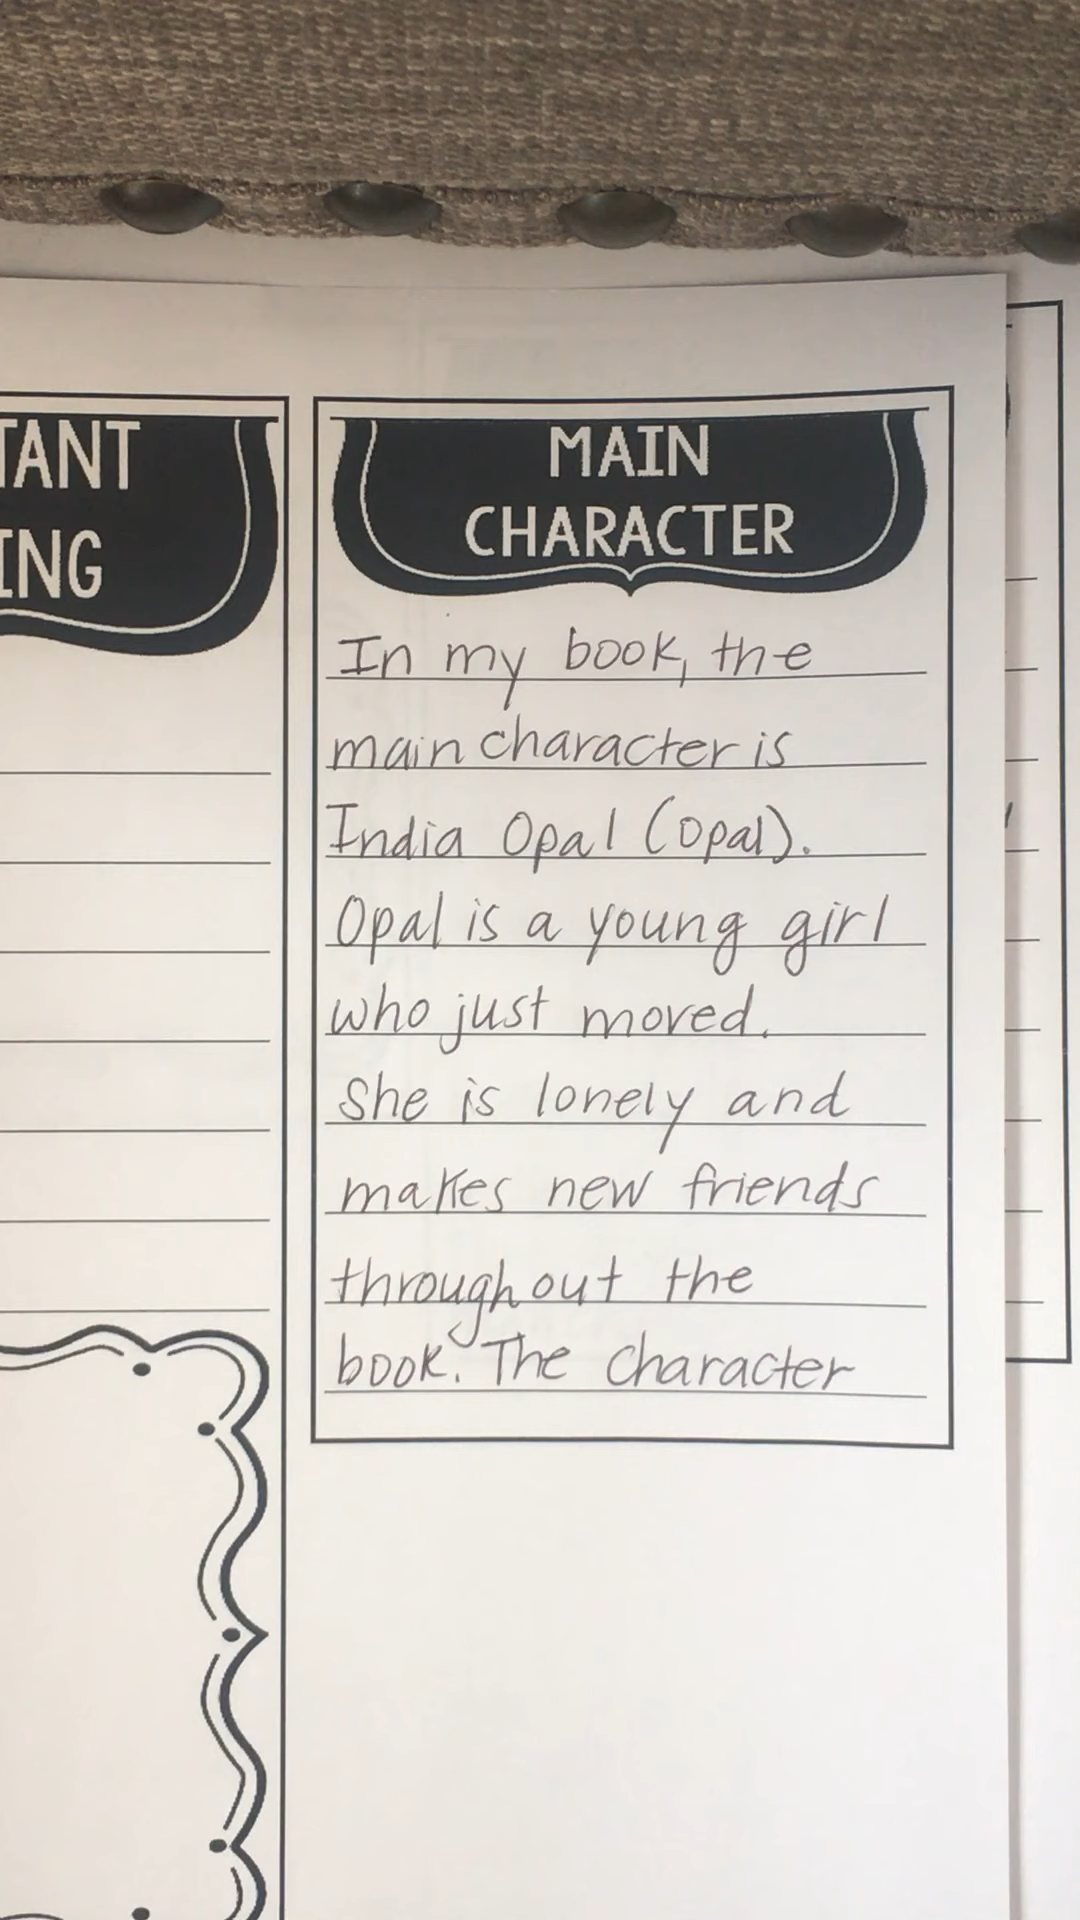 TANT
ING
MAIN
CHARACTER
In my book, the
main character is
India Opal (Opal).
Opal is a young girl
who just moved.
She is lonely and
makes new friends
throughout the
book. The character